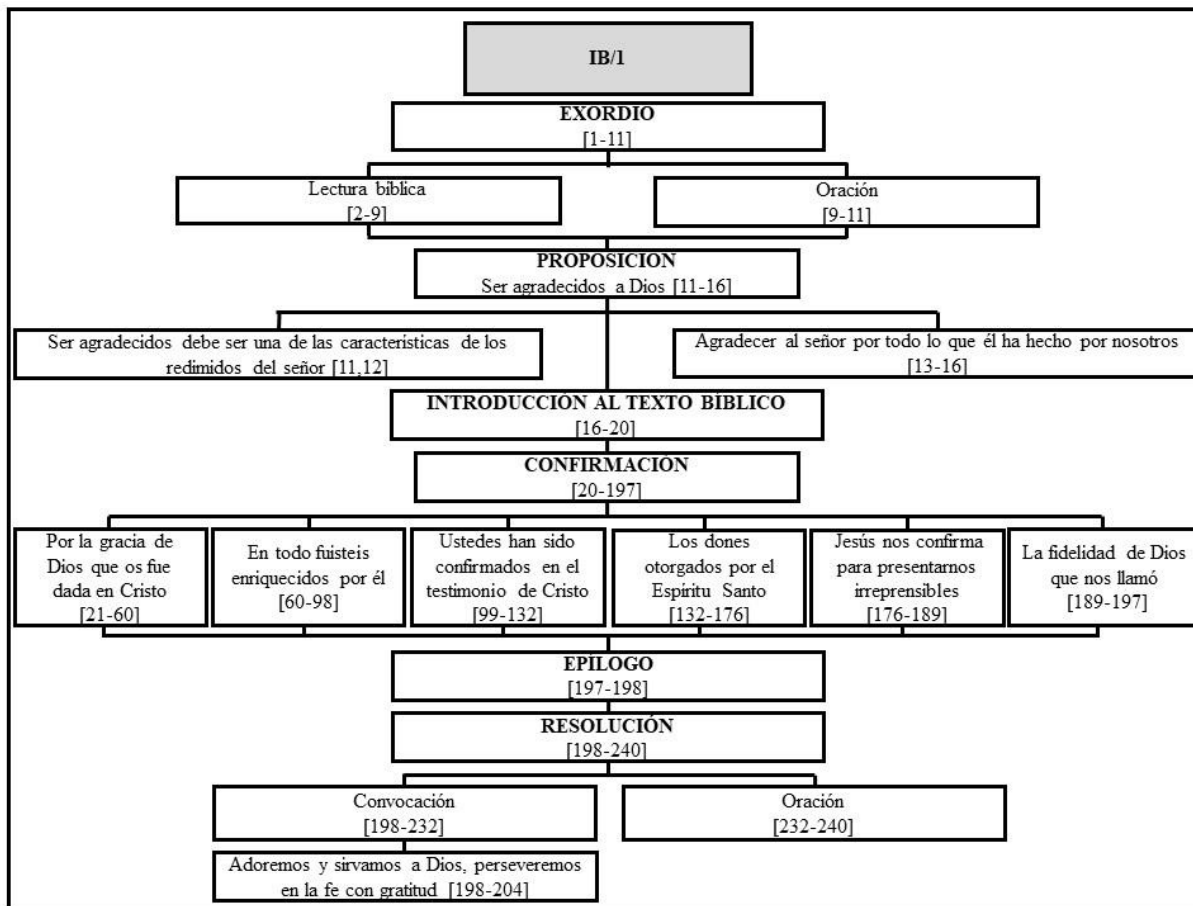 IB/1
EXORDIO
[1-11]
Lectura bíblica
[2-9]
Oración
[9-11]
PROPOSICION
Ser agradecidos a Dios [11-16]
Ser agradecidos debe ser una de las características de los
redimidos del señor [11,12]
Agradecer al señor por todo lo que él ha hecho por nosotros
[13-16]
INTRODUCCIÓN AL TEXTO BÍBLICO
[16-20]
CONFIRMACIÓN
[20-197]
Por la gracia de
Dios que os fue
dada en Cristo
[21-60]
En todo fuisteis
enriquecidos por él
[60-98]
Ustedes han sido
confirmados en el
testimonio de Cristo
[99-132]
Los dones
otorgados por el
Espíritu Santo
[132-176]
Jesús nos confirma
para presentarnos
irreprensibles
[176-189]
La fidelidad de Dios
que nos llamó
[189-197]
EPÍLOGO
[197-198]
RESOLUCIÓN
[198-240]
Convocación
[198-232]
Oración
[232-240]
Adoremos y sirvamos a Dios, perseveremos
en la fe con gratitud [198-204]